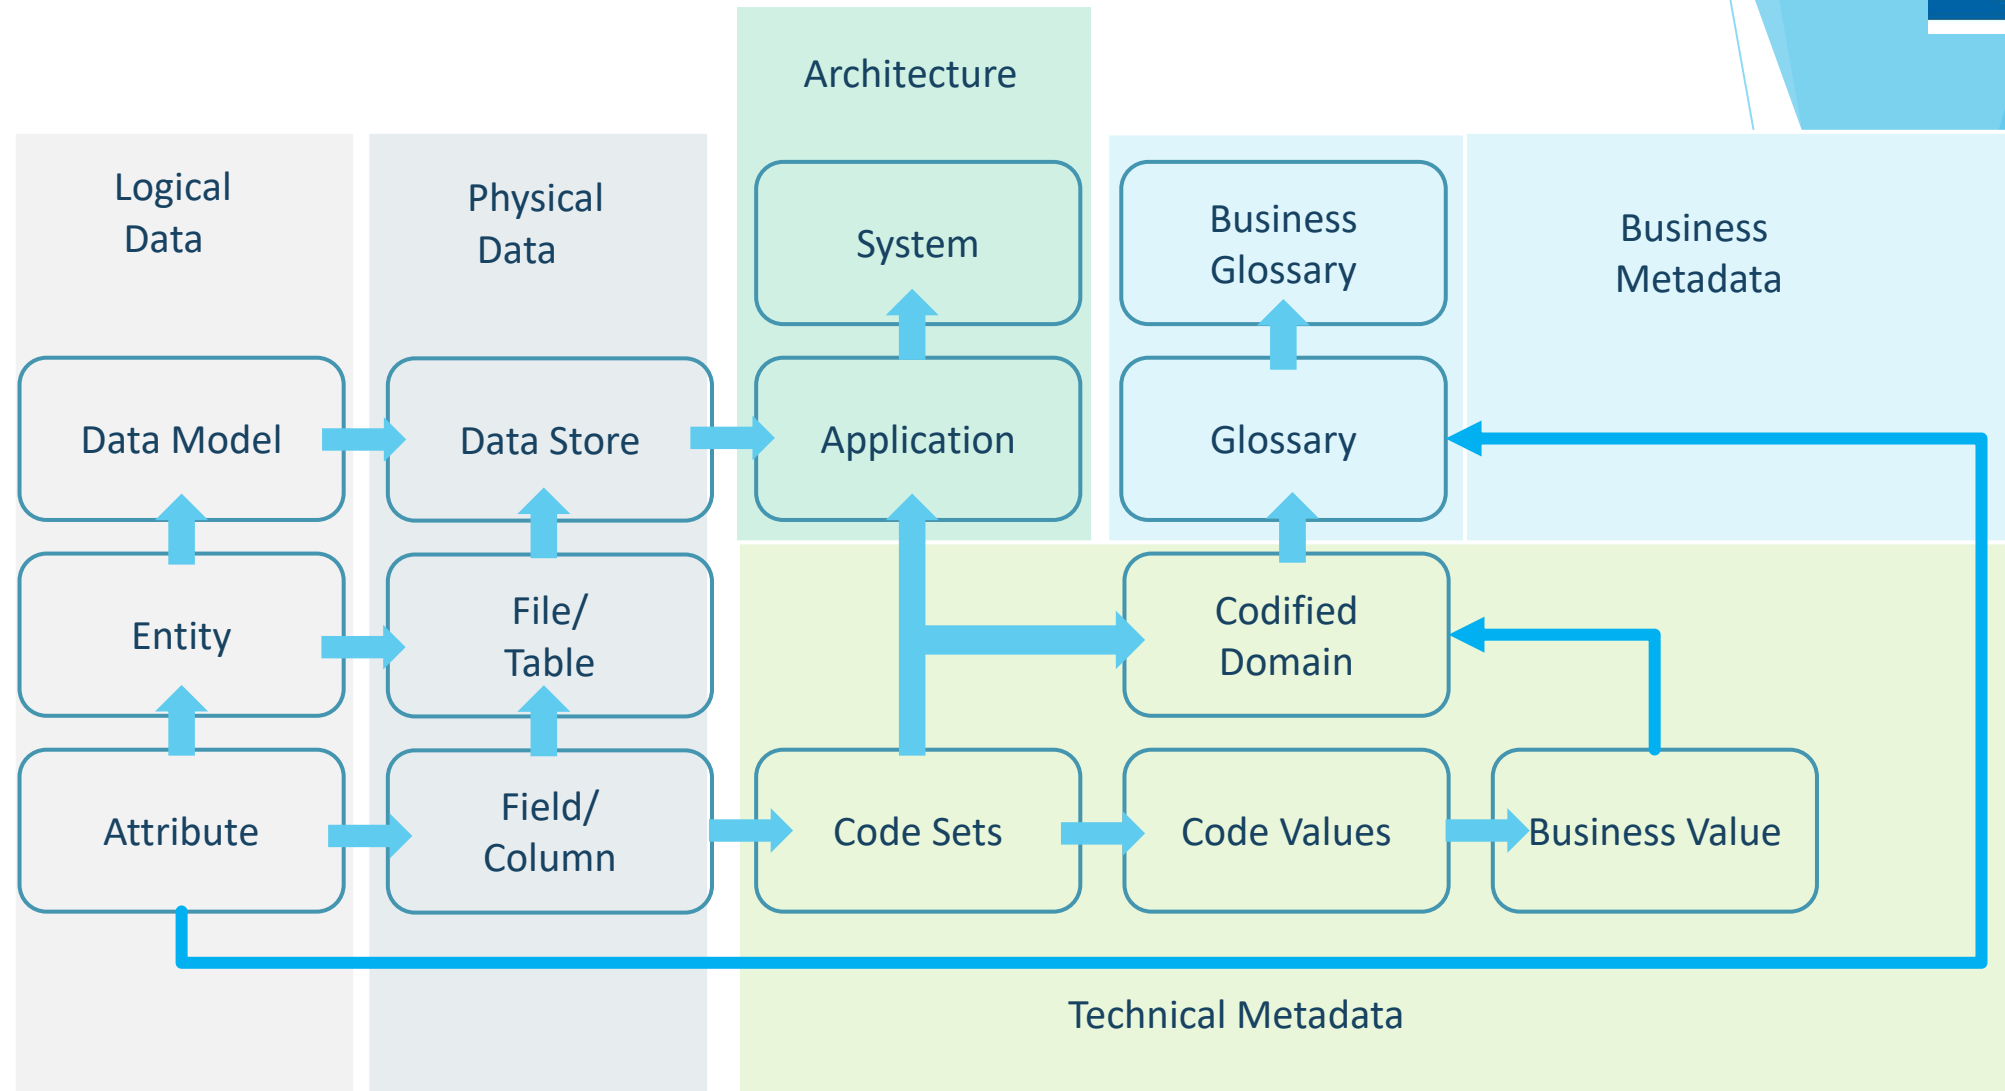 Architecture
Logical
Data
Physical
Data
System
Business
Glossary
Business
Metadata
Data Model
Data Store
Application
Glossary
Entity
File/
Table
Codified
Domain
Attribute
Field/
Column
Code Sets
Code Values
Business Value
Technical Metadata